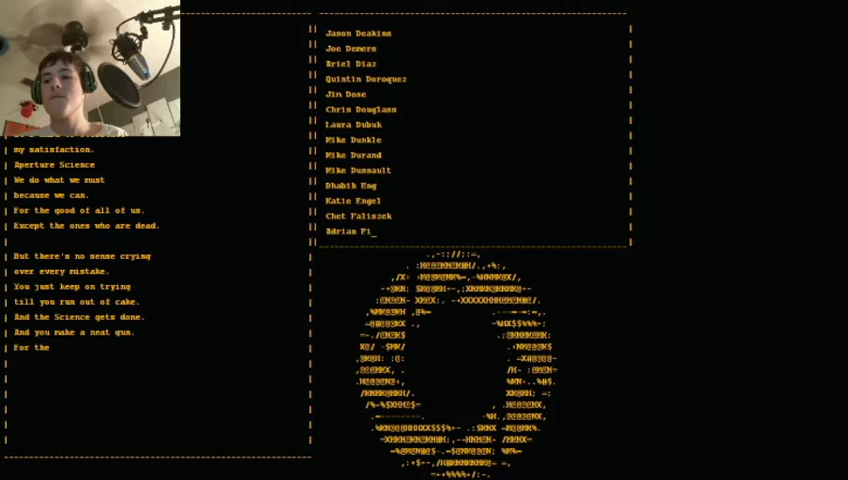 my satisfaction.
Aperture Science
We do what we must
because we can.
For the good of all of us.
Except the ones who are dead.
But there's no sense crying
over every mistake.
You just keep on trying
till you run out of cake.
And the Science gets done.
And you make a neat gun.
For the
Jason Deakins
Joe Demers
Ariel Diaz
Quintin Doroquez
Jim Dose
Chris Douglass
Laura Dubuk
Mike Dunkle
Mike Durand
Mike Dussault
Dhabih Eng
Katie Engel
Chet Faliszek
Adrian Fi_